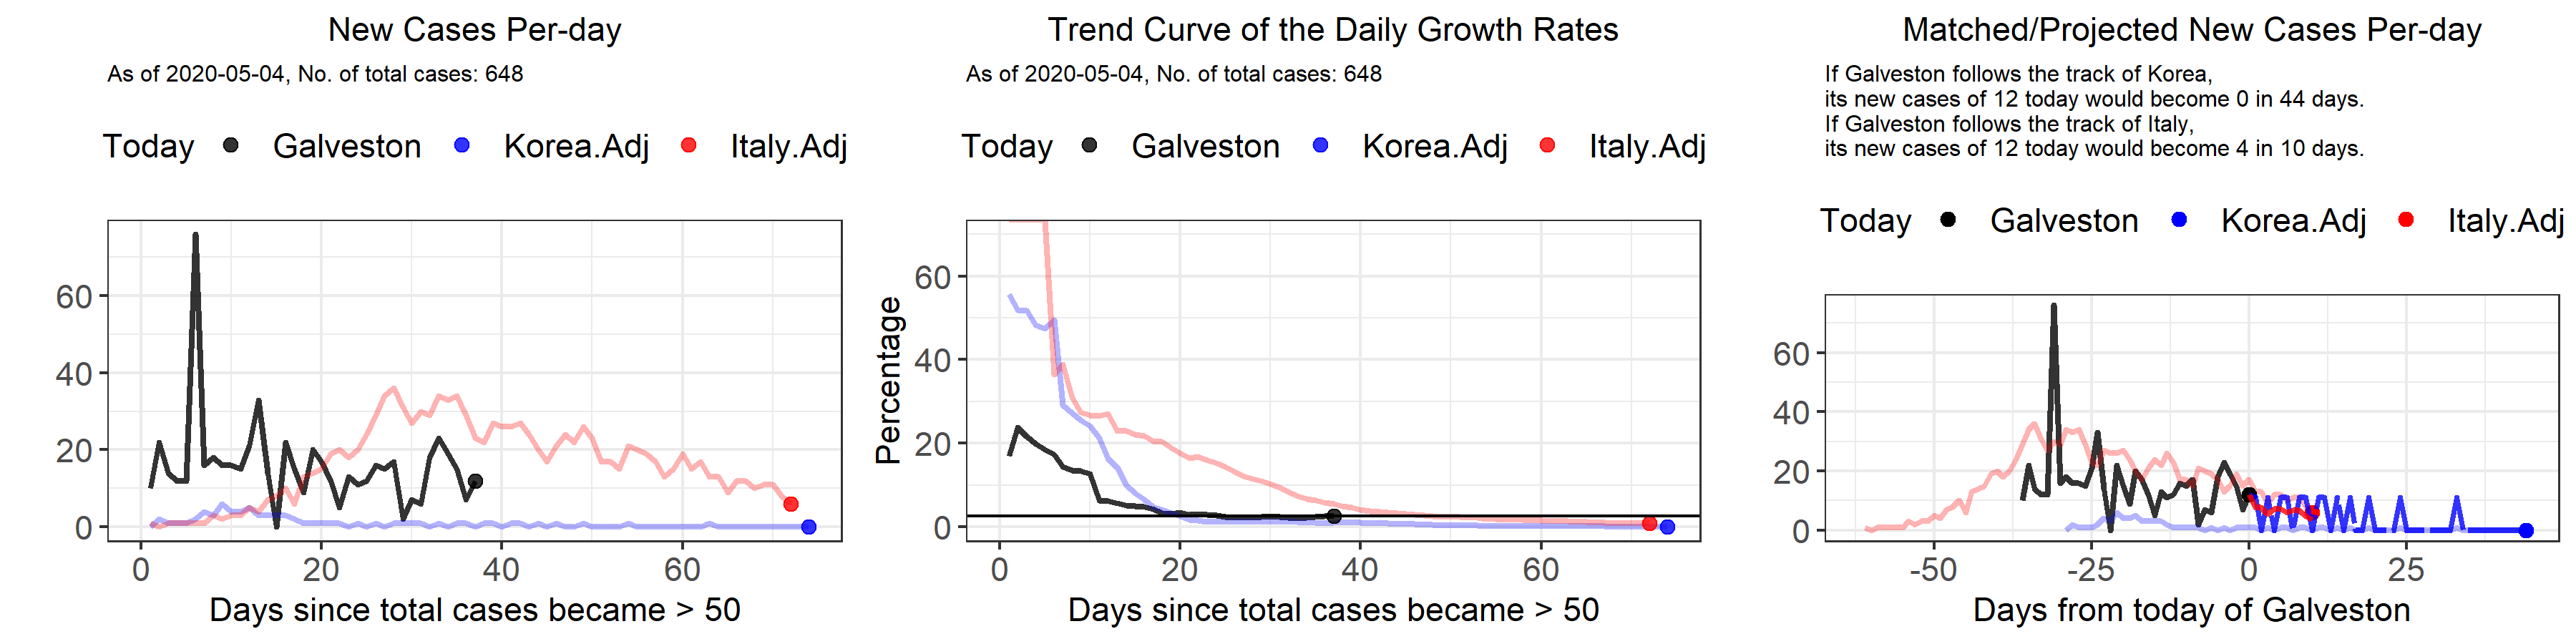 New Cases Per-day
As of 2020-05-04, No. of total cases: 648
Today Galveston Korea.Adj Italy.Adj
60
40
20
0
0 20 40 60
Days since total cases became > 50
Trend Curve of the Daily Growth Rates
As of 2020-05-04, No. of total cases: 648
Today Galveston Korea.Adj Italy.Adj
Percentage
60
40
20
0
0 20 40 60
Days since total cases became > 50
Matched/Projected New Cases Per-day
If Galveston follows the track of Korea,
its new cases of 12 today would become 0 in 44 days.
If Galveston follows the track of Italy,
its new cases of 12 today would become 4 in 10 days.
Today Galveston Korea.Adj Italy.Adj
60
40
20
0
-50 -25 0 25
Days from today of Galveston